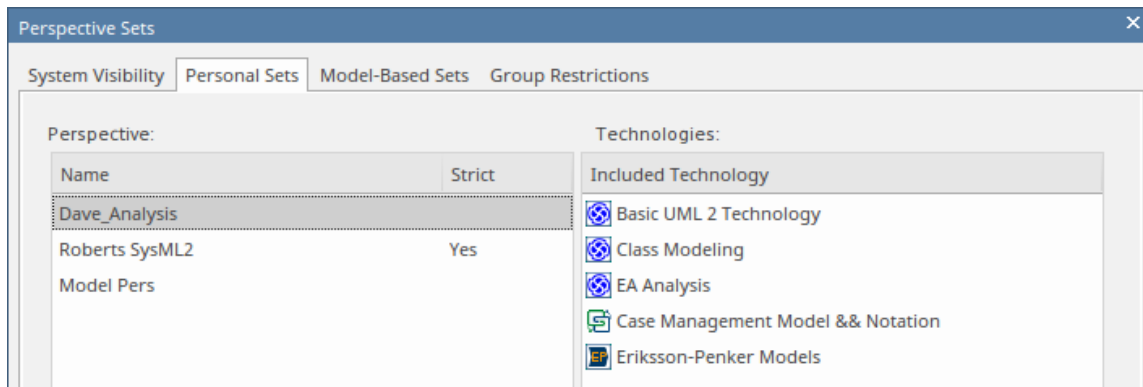 Perspective Sets
System Visibility Personal Sets Model-Based Sets Group Restrictions
Perspective: Technologies:
Name Strict Included Technology
Dave_Analysis Basic UML 2 Technology
Roberts SysML2 Yes Class Modeling
Model Pers EA Analysis
Case Management Model && Notation
EP Eriksson-Penker Models